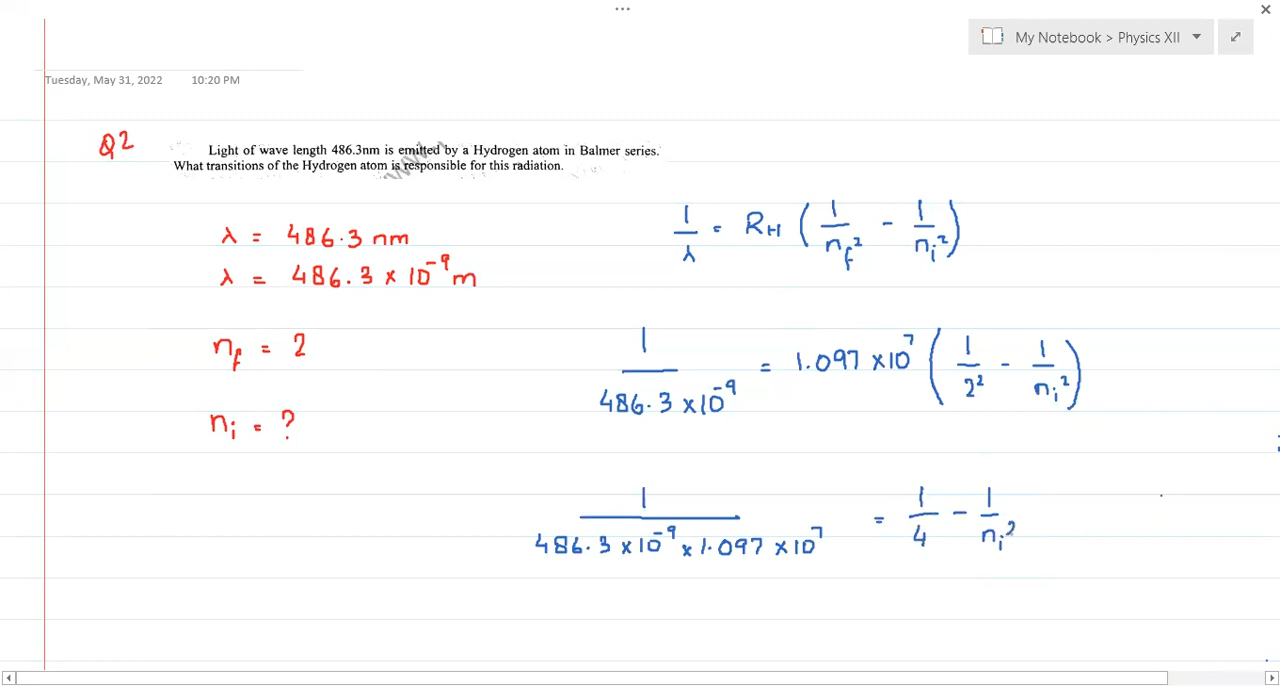 My Notebook > Physics XII
Tuesday, May 31, 2022 10:20 PM
Q2 Light of wave length 486.3nm is emitted by a Hydrogen atom in Balmer series.
What transitions of the Hydrogen atom is responsible for this radiation.
λ = 486.3 nm
λ = 486.3 × 10⁻⁹ m
n_f = 2
n_i = ?
1/λ = R_H (1/n_f² - 1/n_i²)
1/(486.3 × 10⁻⁹) = 1.097 × 10⁷ (1/2² - 1/n_i²)
1/(486.3 × 10⁻⁹ × 1.097 × 10⁷) = 1/4 - 1/n_i²